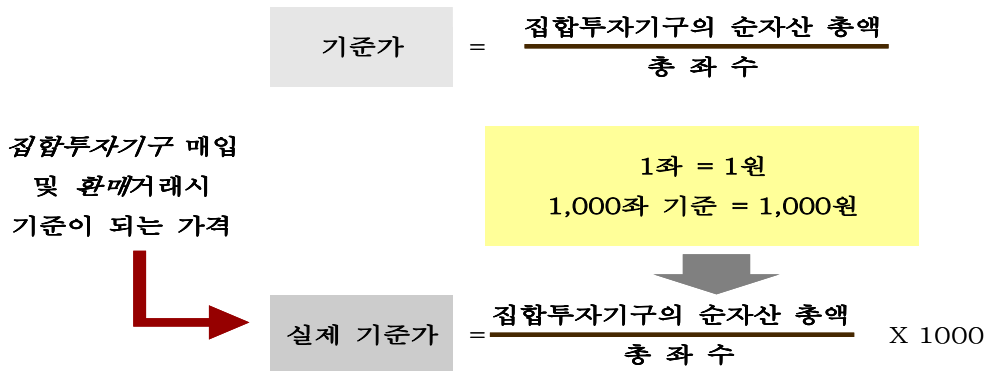 기준가 = 집합투자기구의 순자산 총액
총 좌 수
집합투자기구 매입
및 환매거래시
기준이 되는 가격
1좌 = 1원
1,000좌 기준 = 1,000원
실제 기준가 = 집합투자기구의 순자산 총액 X 1000
총 좌 수